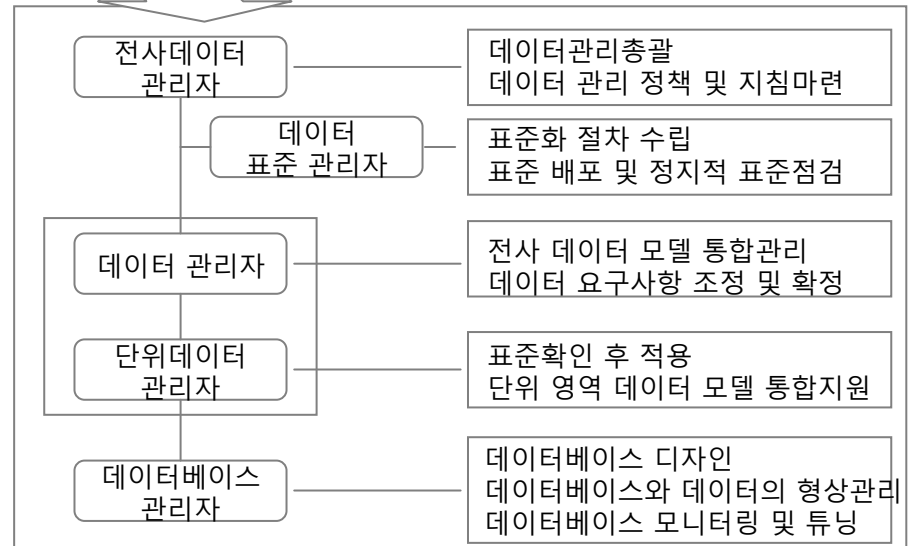 전사데이터
관리자
데이터관리총괄
데이터 관리 정책 및 지침마련
데이터
표준 관리자
표준화 절차 수립
표준 배포 및 정지적 표준점검
데이터 관리자
전사 데이터 모델 통합관리
데이터 요구사항 조정 및 확정
단위데이터
관리자
표준확인 후 적용
단위 영역 데이터 모델 통합지원
데이터베이스
관리자
데이터베이스 디자인
데이터베이스와 데이터의 형상관리
데이터베이스 모니터링 및 튜닝